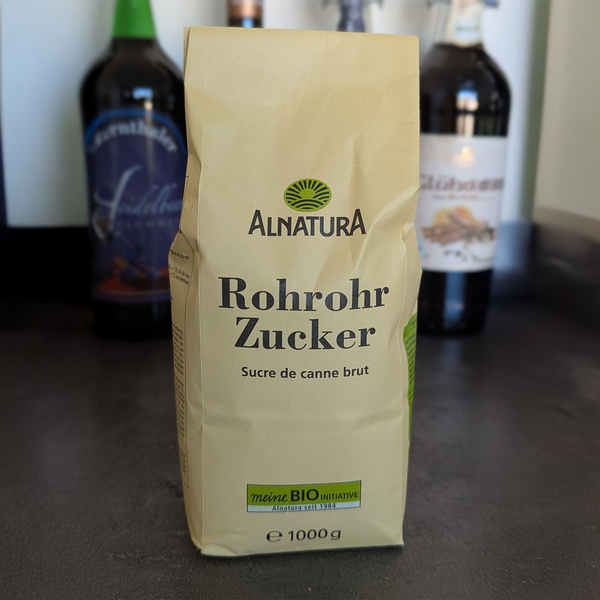 ALNATURA
Rohrohr
Zucker
Sucre de canne brut
meine BIO INITIATIVE
Alnatura seit 1984
℮ 1000g